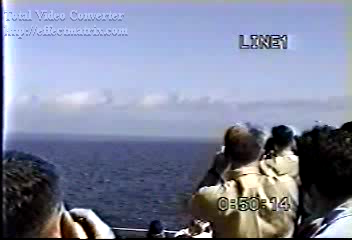 Total Video Converter
http://effectmatrix.com
LINE1
0:50:14